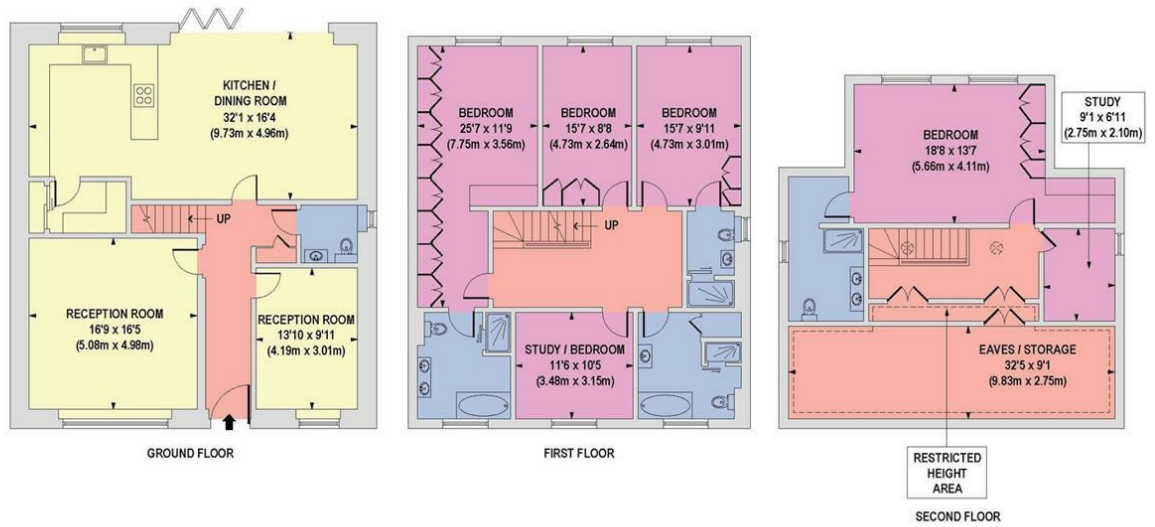 KITCHEN /
DINING ROOM
32'1 x 16'4
(9.73m x 4.96m)
UP
RECEPTION ROOM
16'9 x 16'5
(5.08m x 4.98m)
RECEPTION ROOM
13'10 x 9'11
(4.19m x 3.01m)
GROUND FLOOR
BEDROOM
25'7 x 11'9
(7.75m x 3.56m)
BEDROOM
15'7 x 8'8
(4.73m x 2.64m)
BEDROOM
15'7 x 9'11
(4.73m x 3.01m)
UP
STUDY / BEDROOM
11'6 x 10'5
(3.48m x 3.15m)
FIRST FLOOR
STUDY
9'1 x 6'11
(2.75m x 2.10m)
BEDROOM
18'8 x 13'7
(5.66m x 4.11m)
EAVES / STORAGE
32'5 x 9'1
(9.83m x 2.75m)
RESTRICTED
HEIGHT
AREA
SECOND FLOOR